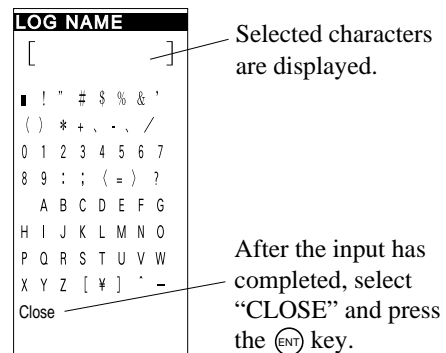 LOG NAME
[ ]
Selected characters
are displayed.
■ ! " # $ % & '
( ) * + 、 - 、 /
0 1 2 3 4 5 6 7
8 9 : ; 〈 = 〉 ?
A B C D E F G
H I J K L M N O
P Q R S T U V W
X Y Z [ ¥ ] ^ –
Close
After the input has
completed, select
“CLOSE” and press
the ENT key.